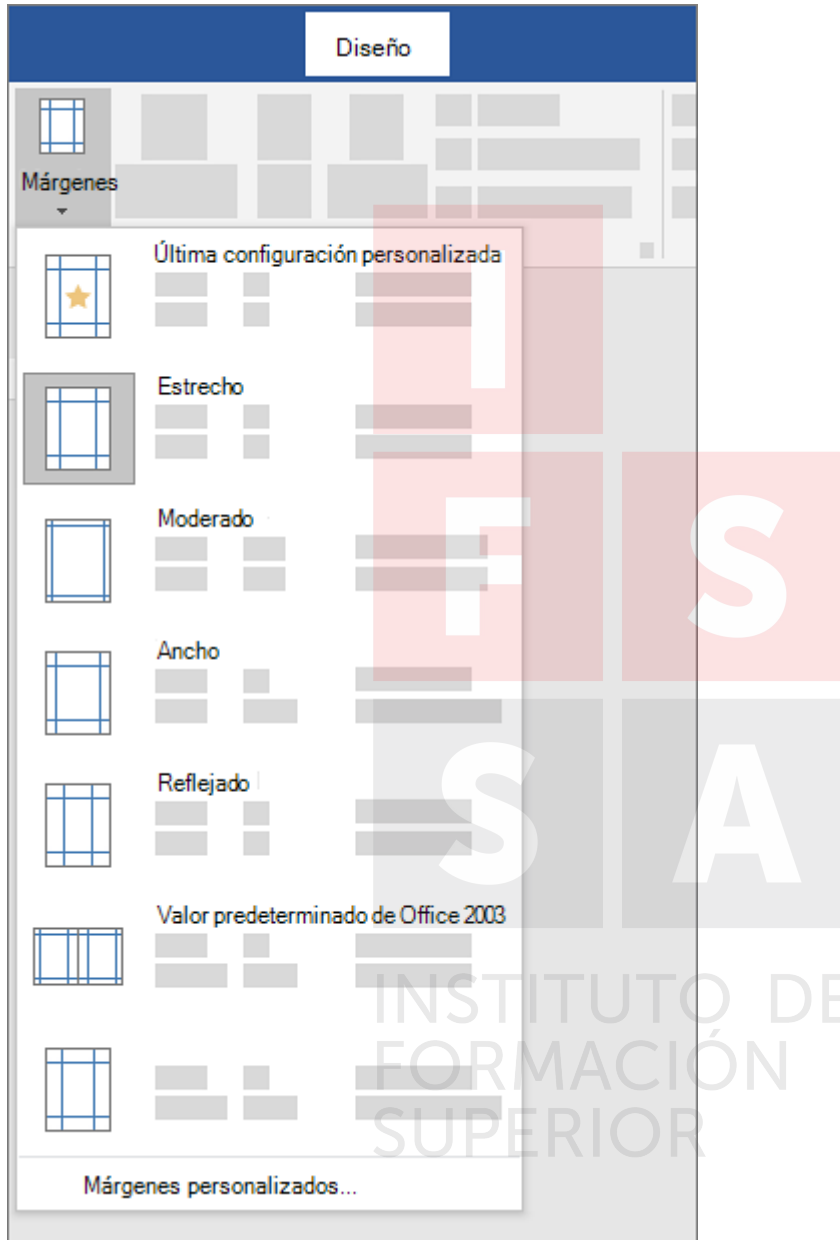 Diseño
Márgenes
Última configuración personalizada
Estrecho
Moderado
Ancho
Reflejado
Valor predeterminado de Office 2003
Márgenes personalizados...
I
F S
S A
INSTITUTO DE
FORMACIÓN
SUPERIOR